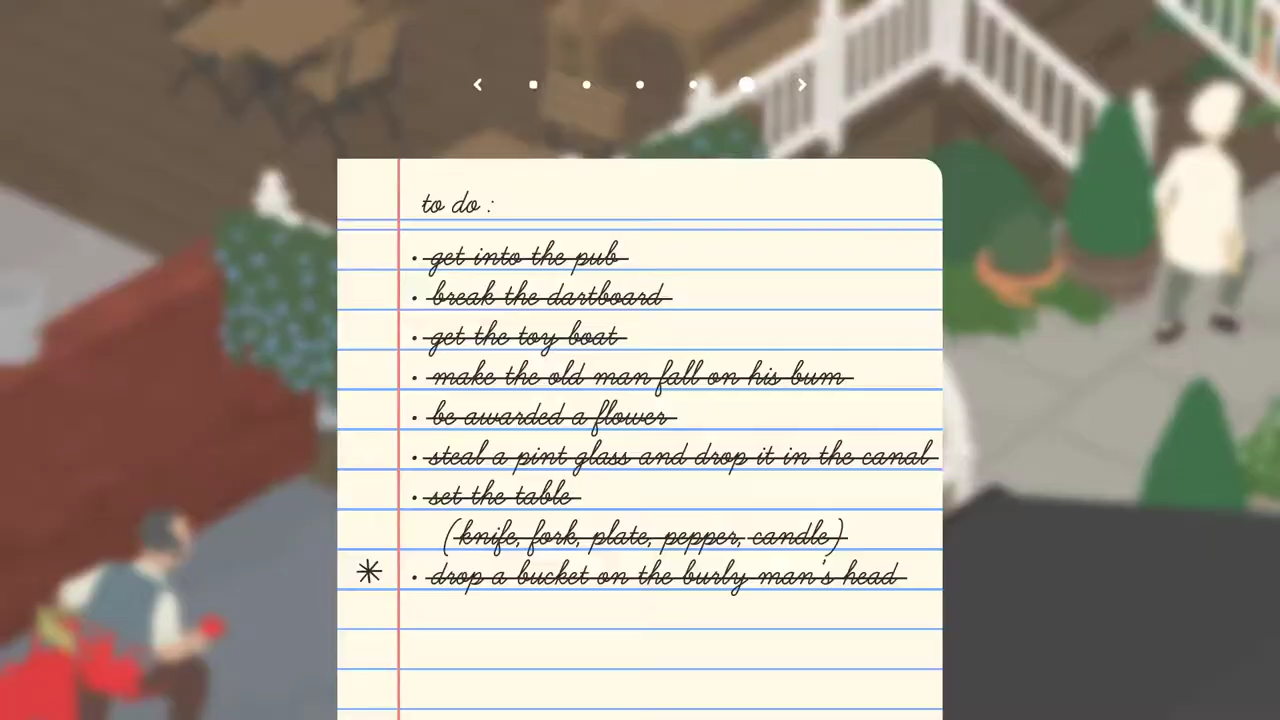 to do :
• get into the pub
• break the dartboard
• get the toy boat
• make the old man fall on his bum
• be awarded a flower
• steal a pint glass and drop it in the canal
• set the table
(knife, fork, plate, pepper, candle)
• drop a bucket on the burly man's head